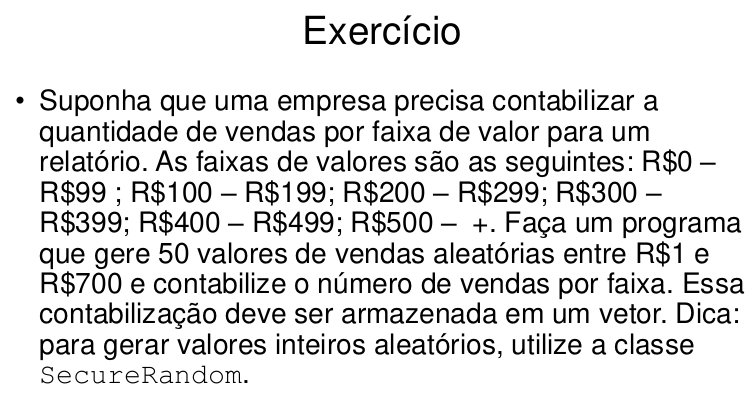 Exercício
• Suponha que uma empresa precisa contabilizar a
quantidade de vendas por faixa de valor para um
relatório. As faixas de valores são as seguintes: R$0 –
R$99 ; R$100 – R$199; R$200 – R$299; R$300 –
R$399; R$400 – R$499; R$500 – +. Faça um programa
que gere 50 valores de vendas aleatórias entre R$1 e
R$700 e contabilize o número de vendas por faixa. Essa
contabilização deve ser armazenada em um vetor. Dica:
para gerar valores inteiros aleatórios, utilize a classe
SecureRandom.